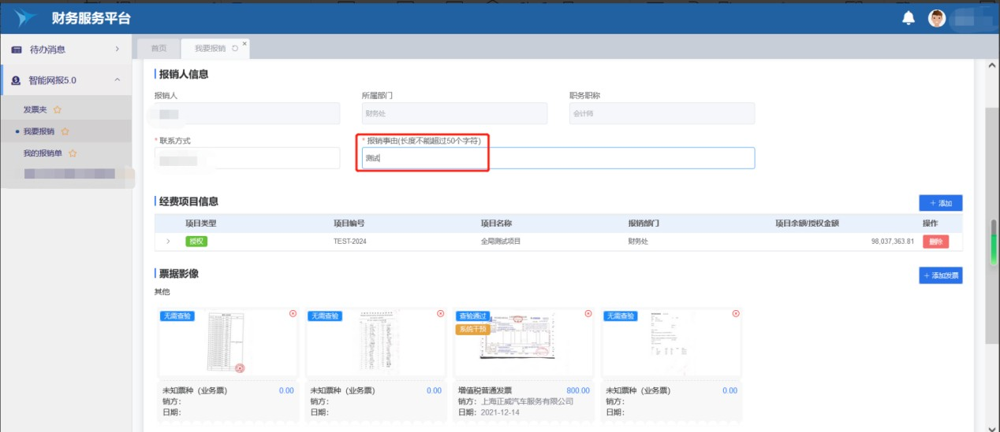 财务服务平台
待办消息
首页
我要报销
智能网报5.0
发票夹
我要报销
我的报销单
报销人信息
报销人
所属部门
职务职称
财务处
会计师
* 联系方式
* 报销事由(长度不能超过50个字符)
测试
经费项目信息
+ 添加
项目类型 项目编号 项目名称 报销部门 项目余额/授权金额 操作
授权 TEST-2024 全局测试项目 财务处 98,037,363.81 删除
票据影像
+ 添加发票
其他
无需查验
无需查验
查验通过
系统干预
无需查验
未知票种（业务票） 0.00
销方：
日期：
未知票种（业务票） 0.00
销方：
日期：
增值税普通发票 800.00
销方：上海正威汽车服务有限公司
日期：2021-12-14
未知票种（业务票） 0.00
销方：
日期：